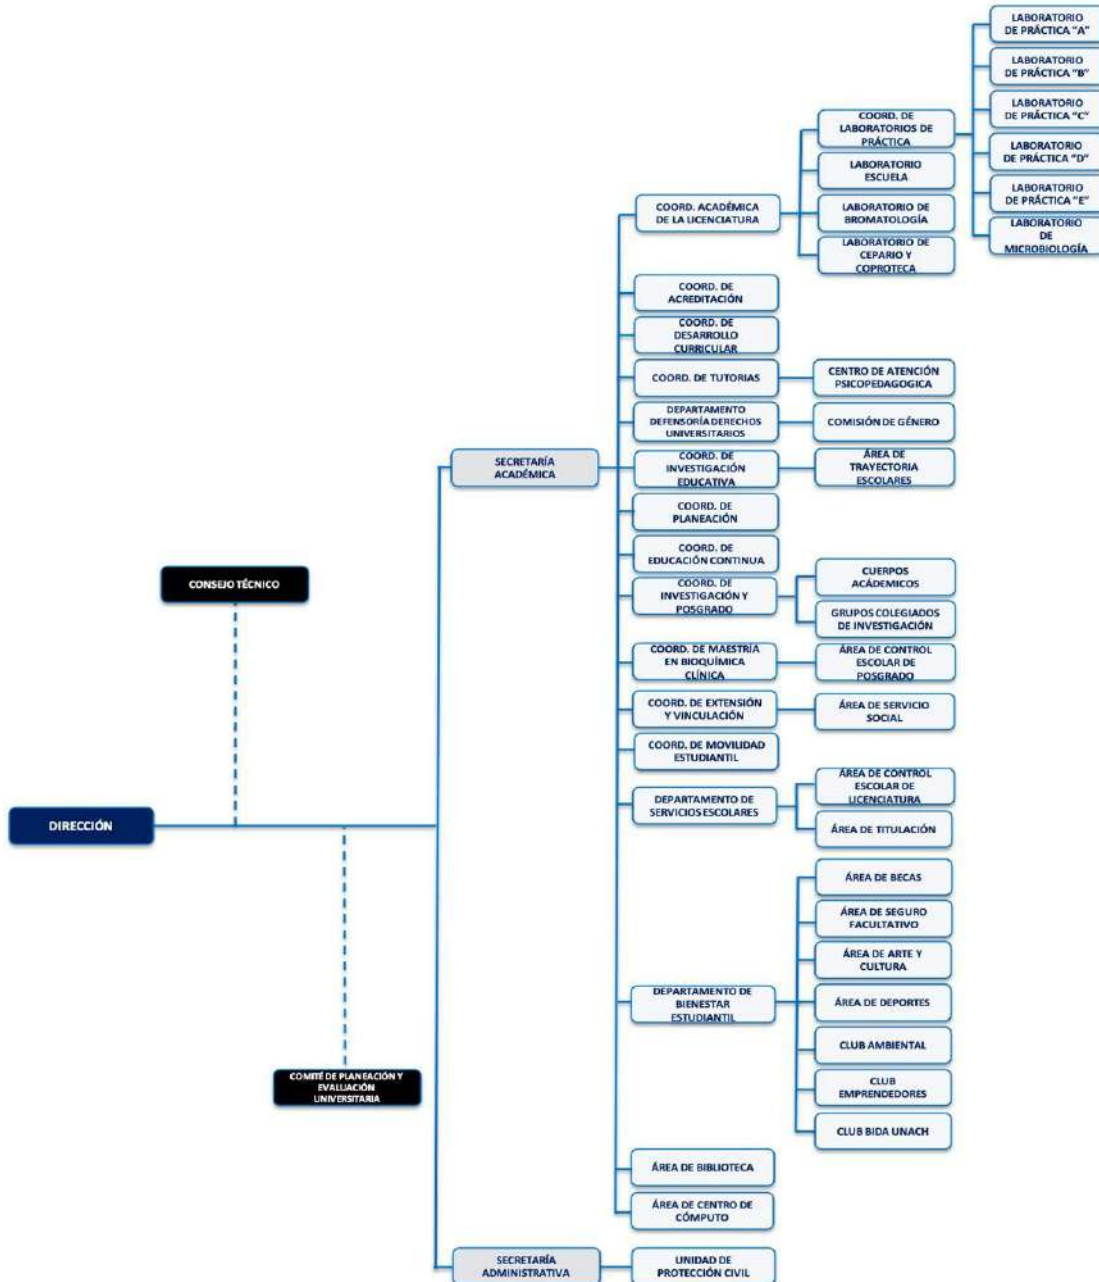 DIRECCIÓN
CONSEJO TÉCNICO
COMITÉ DE PLANEACIÓN Y
EVALUACIÓN
UNIVERSITARIA
SECRETARÍA
ACADÉMICA
COORD. ACADÉMICA
DE LA LICENCIATURA
COORD. DE
LABORATORIOS DE
PRÁCTICA
LABORATORIO
DE PRÁCTICA "A"
LABORATORIO
DE PRÁCTICA "B"
LABORATORIO
DE PRÁCTICA "C"
LABORATORIO
DE PRÁCTICA "D"
LABORATORIO
DE PRÁCTICA "E"
LABORATORIO
DE
MICROBIOLOGÍA
LABORATORIO
ESCUELA
LABORATORIO DE
BROMATOLOGÍA
LABORATORIO DE
CEPARIO Y
COPROTECA
COORD. DE
ACREDITACIÓN
COORD. DE
DESARROLLO
CURRICULAR
COORD. DE TUTORIAS
CENTRO DE ATENCIÓN
PSICOPEDAGOGICA
DEPARTAMENTO
DEFENSORÍA DERECHOS
UNIVERSITARIOS
COMISIÓN DE GÉNERO
COORD. DE
INVESTIGACIÓN
EDUCATIVA
ÁREA DE
TRAYECTORIA
ESCOLARES
COORD. DE
PLANEACIÓN
COORD. DE
EDUCACIÓN CONTINUA
COORD. DE
INVESTIGACIÓN Y
POSGRADO
CUERPOS
ACÁDEMICOS
GRUPOS COLEGIADOS
DE INVESTIGACIÓN
COORD. DE MAESTRÍA
EN BIOQUÍMICA
CLÍNICA
ÁREA DE CONTROL
ESCOLAR DE
POSGRADO
COORD. DE EXTENSIÓN
Y VINCULACIÓN
ÁREA DE SERVICIO
SOCIAL
COORD. DE MOVILIDAD
ESTUDIANTIL
DEPARTAMENTO DE
SERVICIOS ESCOLARES
ÁREA DE CONTROL
ESCOLAR DE
LICENCIATURA
ÁREA DE TITULACIÓN
DEPARTAMENTO DE
BIENESTAR
ESTUDIANTIL
ÁREA DE BECAS
ÁREA DE SEGURO
FACULTATIVO
ÁREA DE ARTE Y
CULTURA
ÁREA DE DEPORTES
CLUB AMBIENTAL
CLUB
EMPRENDEDORES
CLUB BIDA UNACH
ÁREA DE BIBLIOTECA
ÁREA DE CENTRO DE
CÓMPUTO
SECRETARÍA
ADMINISTRATIVA
UNIDAD DE
PROTECCIÓN CIVIL